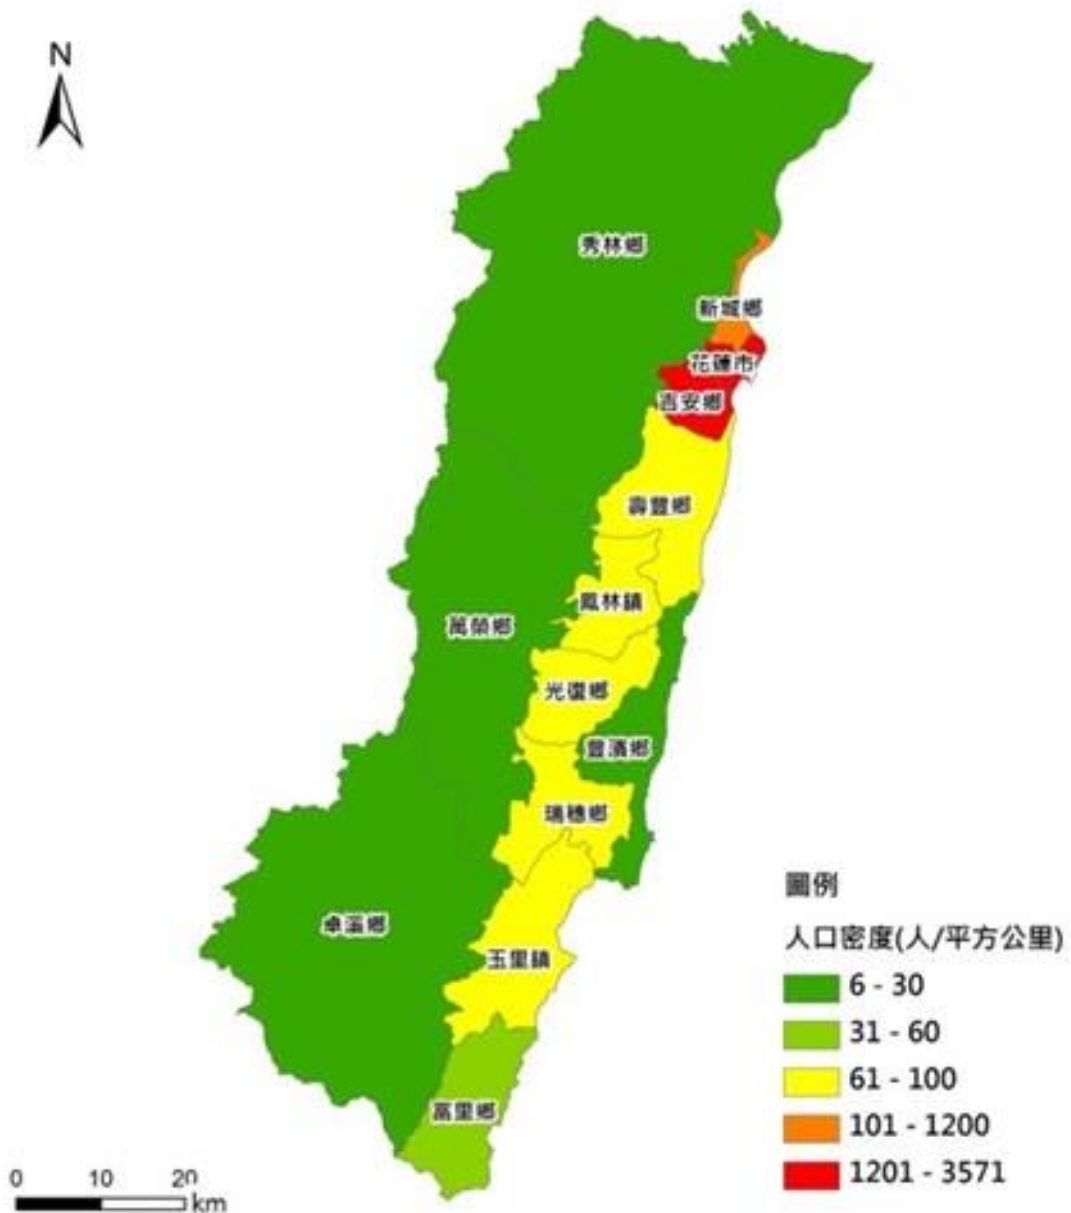 N
秀林鄉
新城鄉
花蓮市
吉安鄉
壽豐鄉
鳳林鎮
萬榮鄉
光復鄉
豐濱鄉
瑞穗鄉
卓溪鄉
玉里鎮
富里鄉
圖例
人口密度(人/平方公里)
6 - 30
31 - 60
61 - 100
101 - 1200
1201 - 3571
0 10 20
km